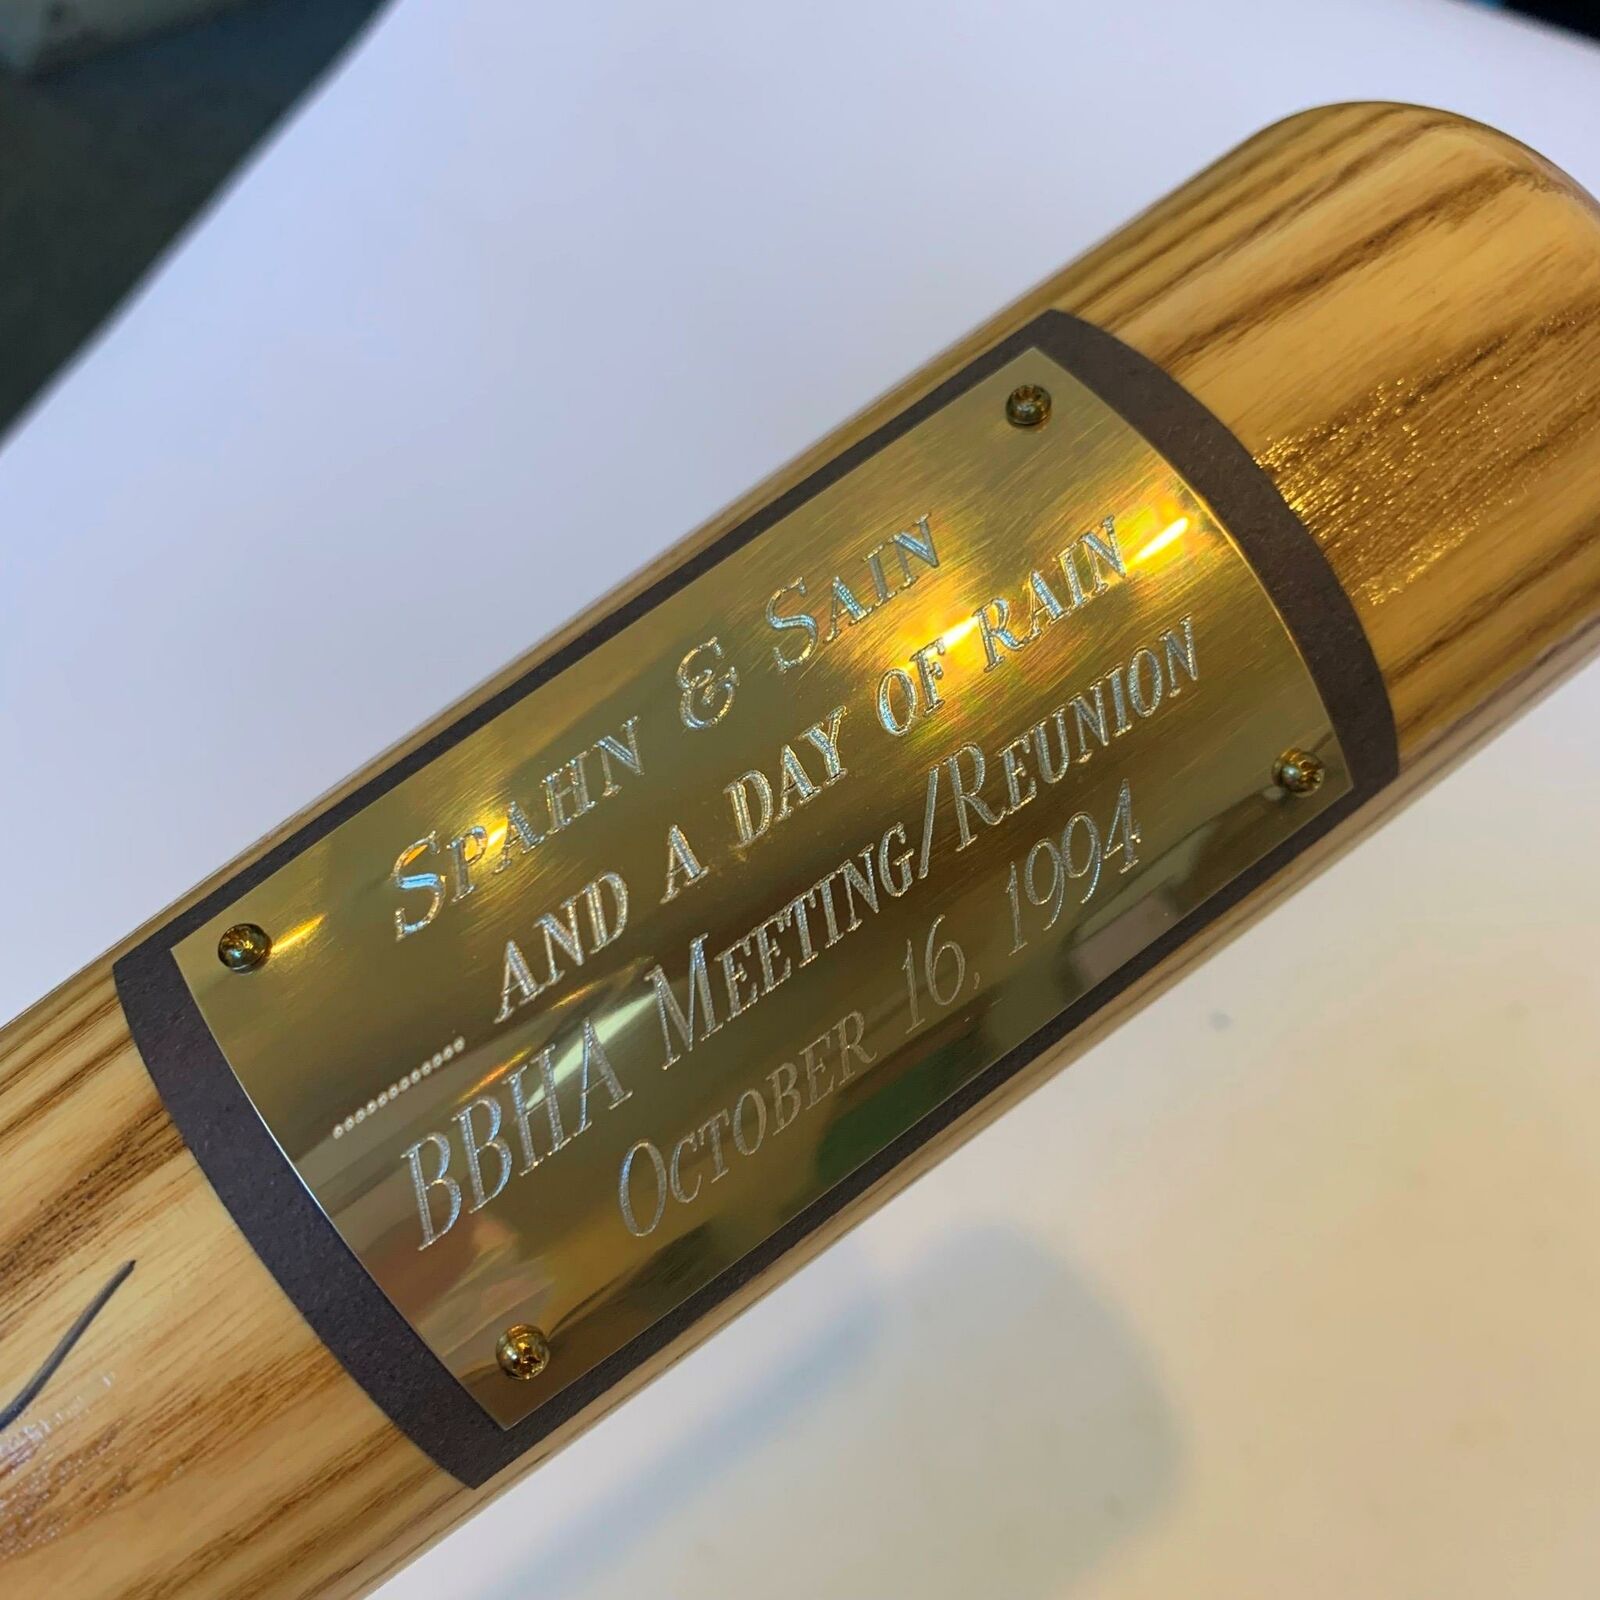 Spahn & Sain
and a day of rain
BBHA Meeting/Reunion
October 16, 1994